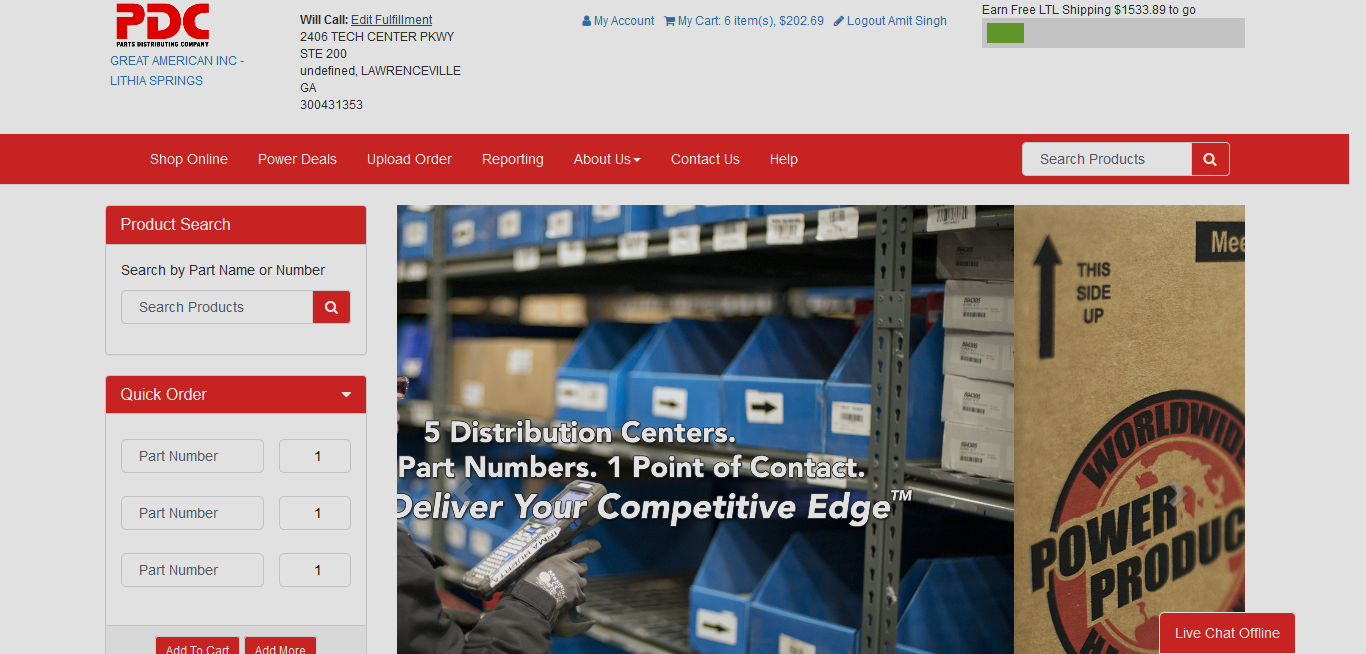 PDC
PARTS DISTRIBUTING COMPANY
GREAT AMERICAN INC -
LITHIA SPRINGS
Will Call: Edit Fulfillment
2406 TECH CENTER PKWY
STE 200
undefined, LAWRENCEVILLE
GA
300431353
My Account My Cart: 6 item(s), $202.69 Logout Amit Singh
Earn Free LTL Shipping $1533.89 to go
Shop Online Power Deals Upload Order Reporting About Us Contact Us Help Search Products
Product Search
Search by Part Name or Number
Search Products
Quick Order
Part Number 1
Part Number 1
Part Number 1
Add To Cart Add More
5 Distribution Centers.
Part Numbers. 1 Point of Contact.
Deliver Your Competitive Edge™
Mee
THIS
SIDE
UP
WORLDWIDE
POWER
PRODUC
Live Chat Offline